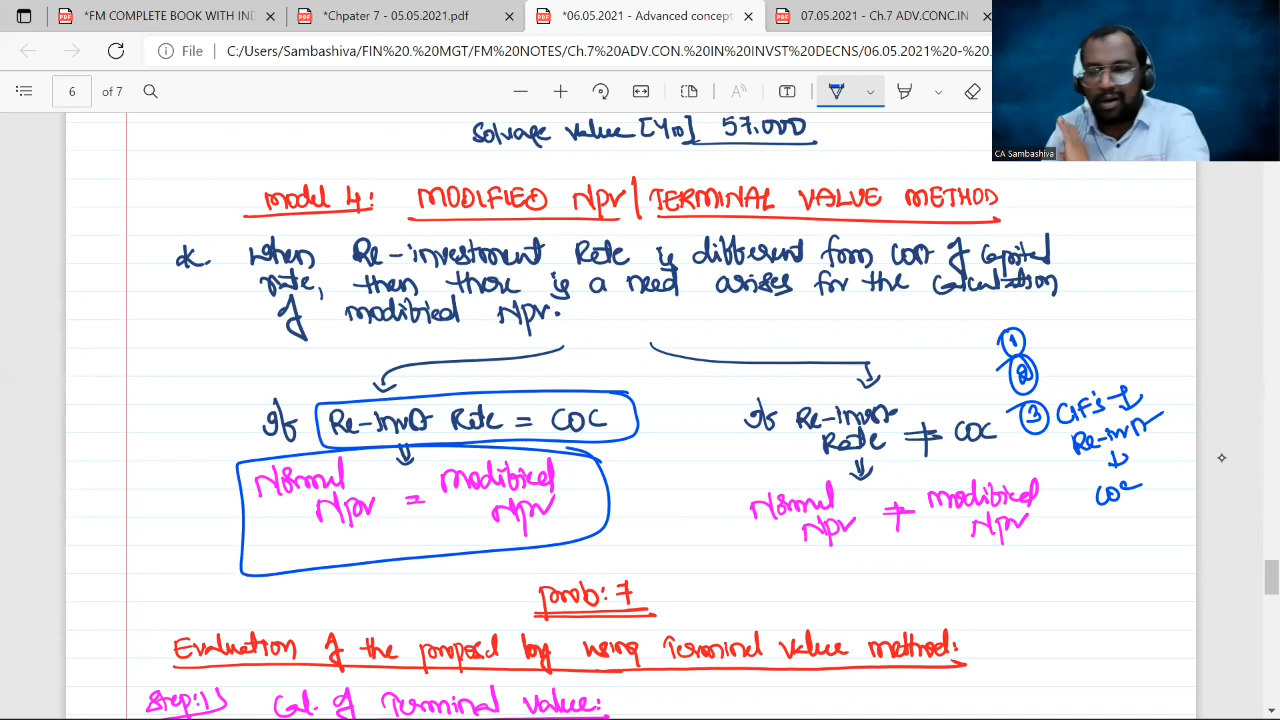 *FM COMPLETE BOOK WITH IND
*Chpater 7 - 05.05.2021.pdf
*06.05.2021 - Advanced concept
07.05.2021 - Ch.7 ADV.CONC.IN
File
C:/Users/Sambashiva/FIN%20.%20MGT/FM%20NOTES/Ch.7%20ADV.CON.%20IN%20INVST%20DECNS/06.05.2021%20-%20.
6 of 7
CA Sambashiva
Salvage value [Y10] 57,000
Model 4: MODIFIED NPV | TERMINAL VALUE METHOD
* When Re-investment Rate is different from cost of Capital
rate, then there is a need arises for the calculation
of modified NPV.
If Re-Invt Rate = COC
If Re-Invt Rate ≠ COC
Normal NPV = Modified NPV
Normal NPV ≠ Modified NPV
1
2
3 CIF's
Re-invt
COC
prob: 7
Evaluation of the proposal by using Terminal value method:
Step:1) Cal. of Terminal value: